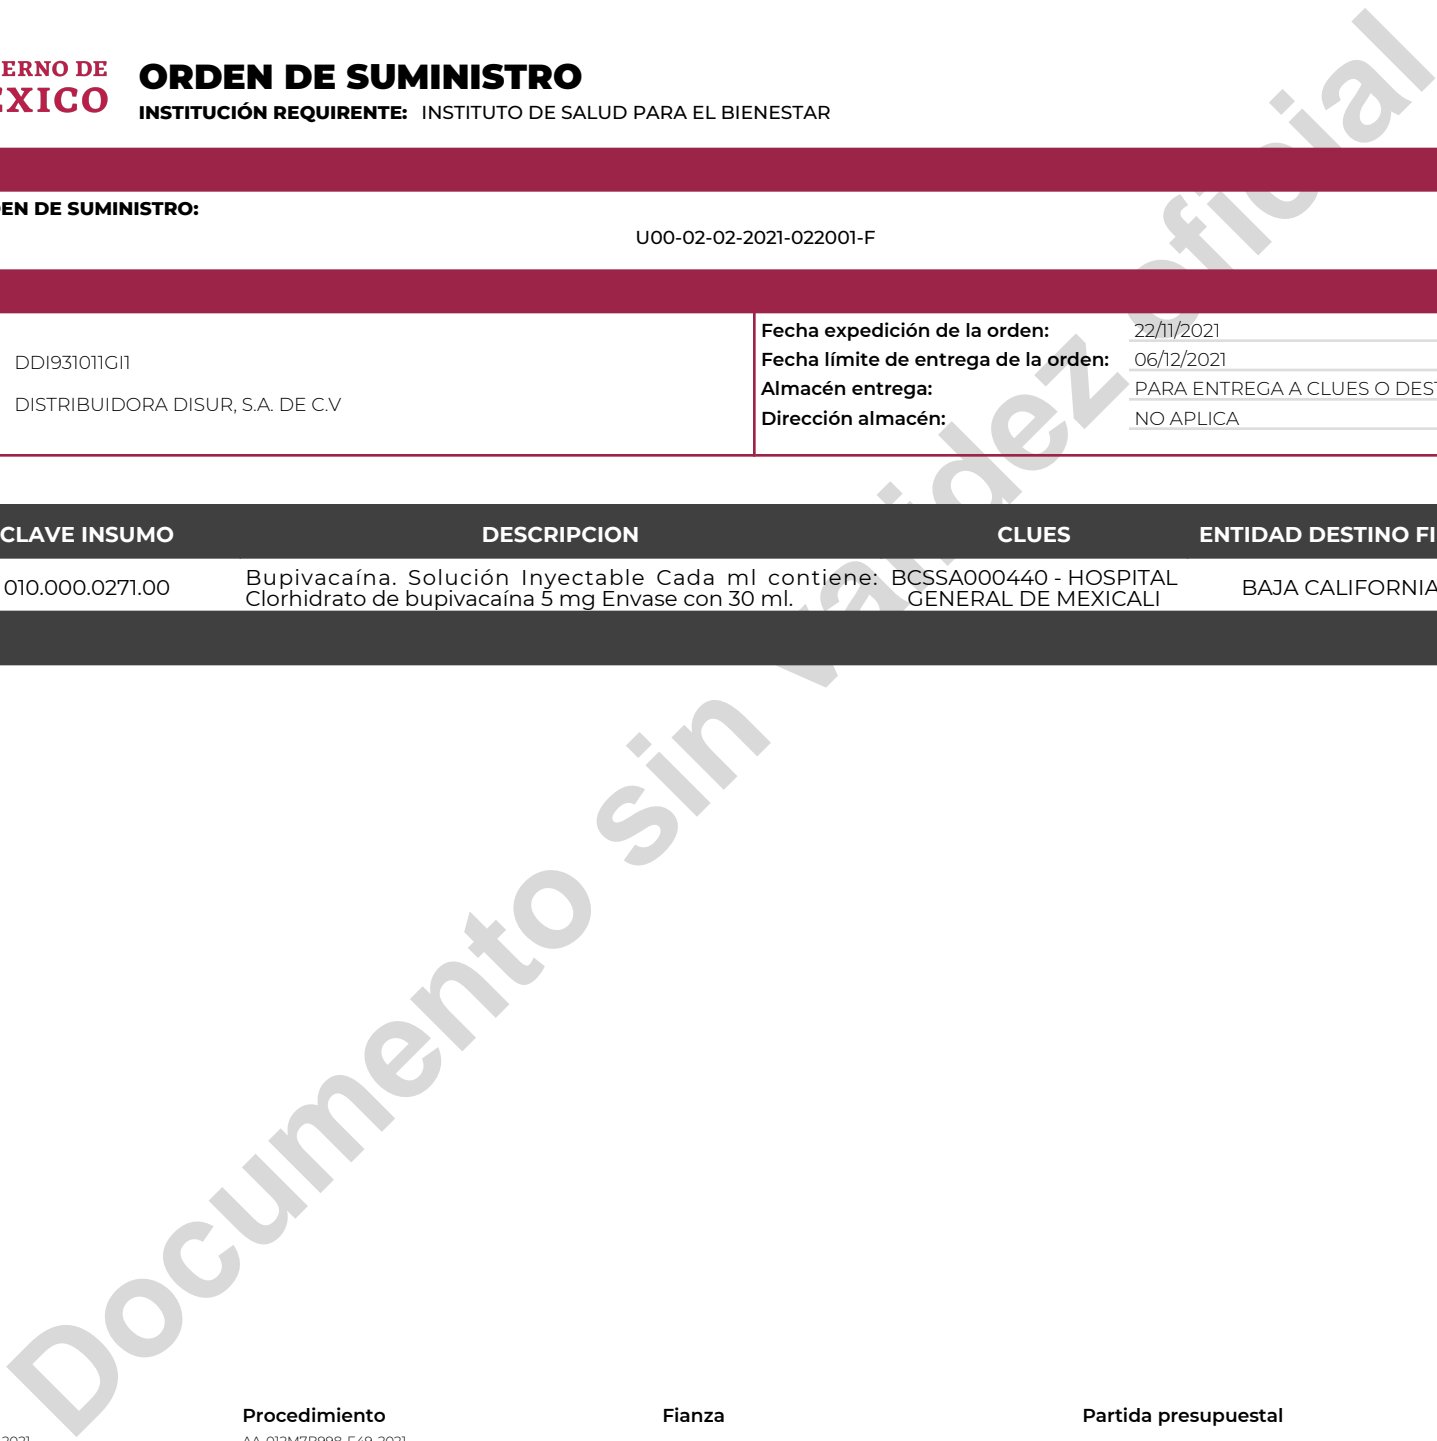 ERNO DE
XICO
ORDEN DE SUMINISTRO
INSTITUCIÓN REQUIRENTE: INSTITUTO DE SALUD PARA EL BIENESTAR
EN DE SUMINISTRO:
U00-02-02-2021-022001-F
DDI931011GI1
DISTRIBUIDORA DISUR, S.A. DE C.V
Fecha expedición de la orden: 22/11/2021
Fecha límite de entrega de la orden: 06/12/2021
Almacén entrega: PARA ENTREGA A CLUES O DEST
Dirección almacén: NO APLICA
CLAVE INSUMO DESCRIPCION CLUES ENTIDAD DESTINO FI
010.000.0271.00
Bupivacaína. Solución Inyectable Cada ml contiene:
Clorhidrato de bupivacaína 5 mg Envase con 30 ml.
BCSSA000440 - HOSPITAL
GENERAL DE MEXICALI
BAJA CALIFORNIA
Documento sin validez oficial
Procedimiento Fianza Partida presupuestal